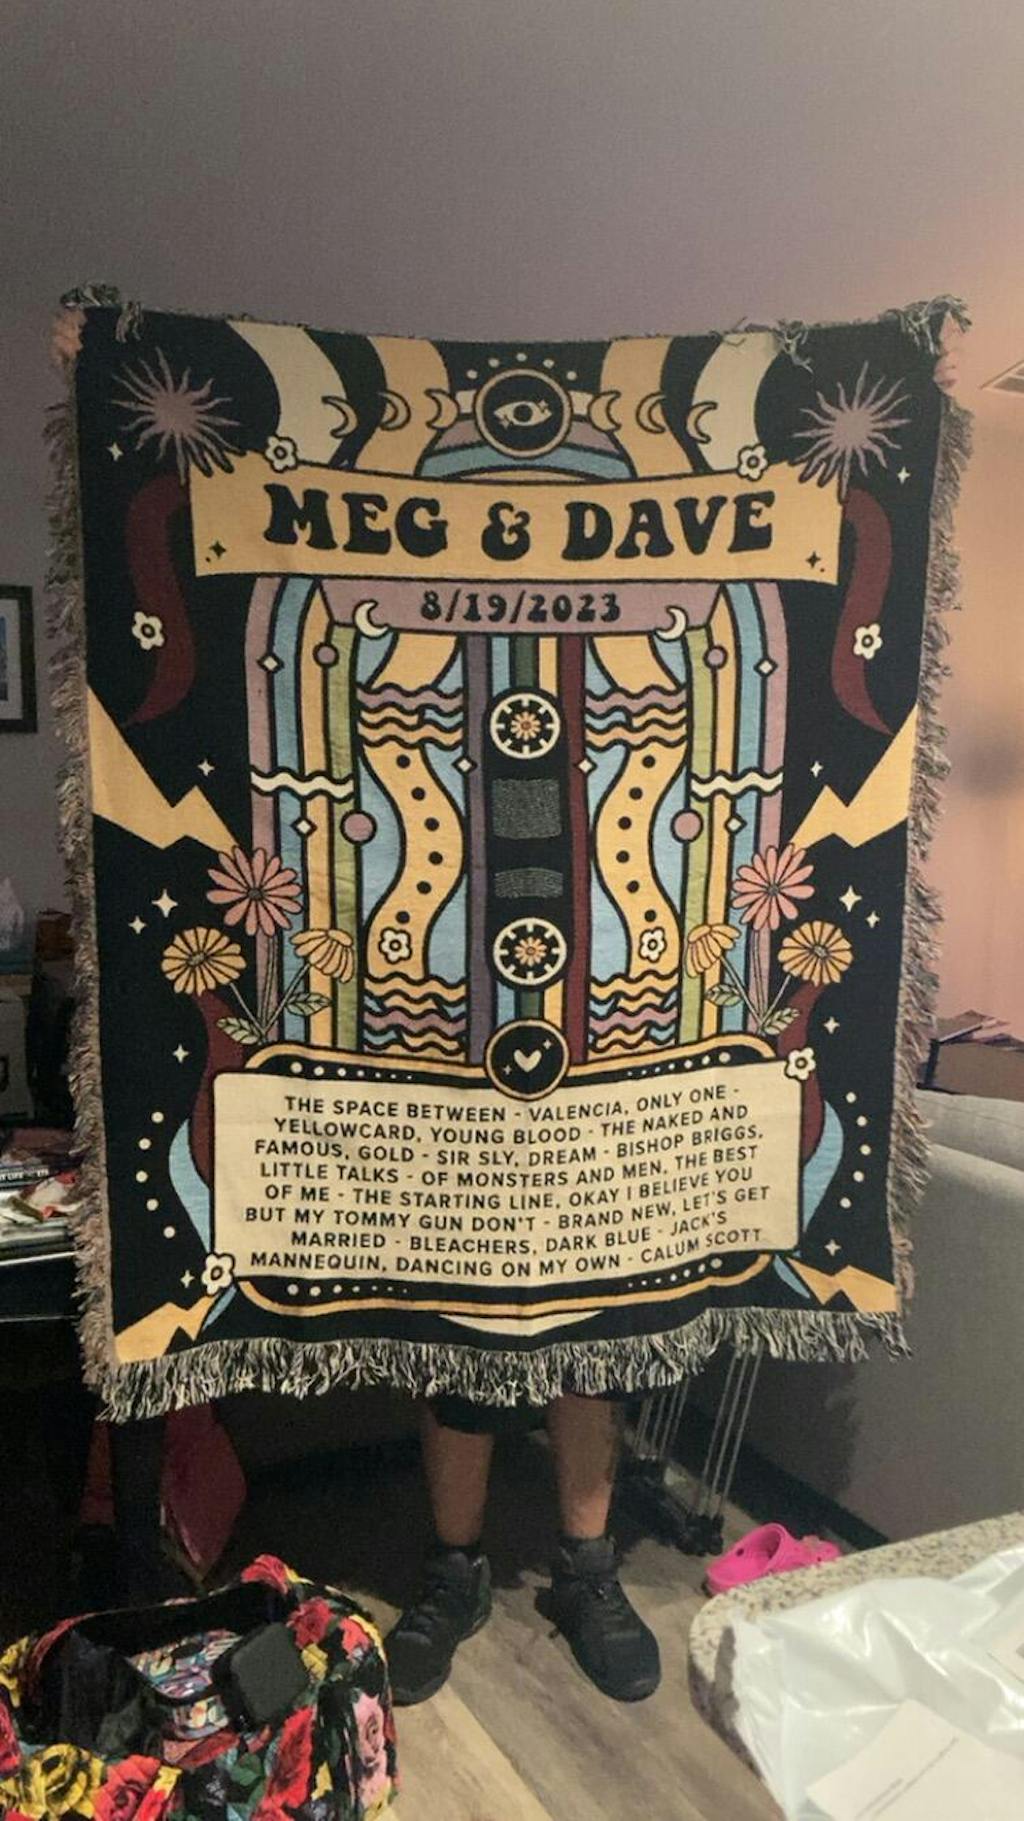 MEG & DAVE
8/19/2023
THE SPACE BETWEEN - VALENCIA, ONLY ONE -
YELLOWCARD, YOUNG BLOOD - THE NAKED AND
FAMOUS, GOLD - SIR SLY, DREAM - BISHOP BRIGGS,
LITTLE TALKS - OF MONSTERS AND MEN, THE BEST
OF ME - THE STARTING LINE, OKAY I BELIEVE YOU
BUT MY TOMMY GUN DON'T - BRAND NEW, LET'S GET
MARRIED - BLEACHERS, DARK BLUE - JACK'S
MANNEQUIN, DANCING ON MY OWN - CALUM SCOTT